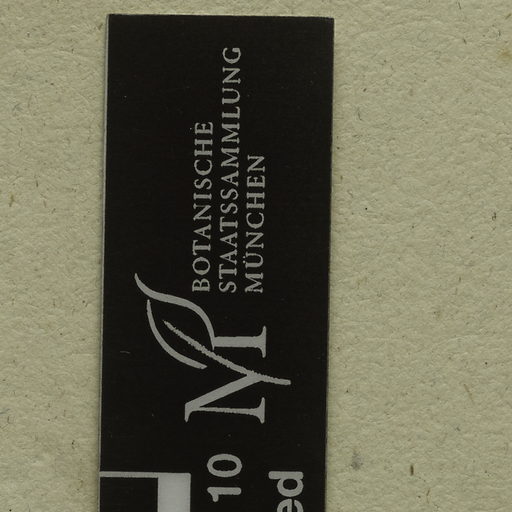 BOTANISCHE
STAATSSAMMLUNG
MÜNCHEN
M
10
ed